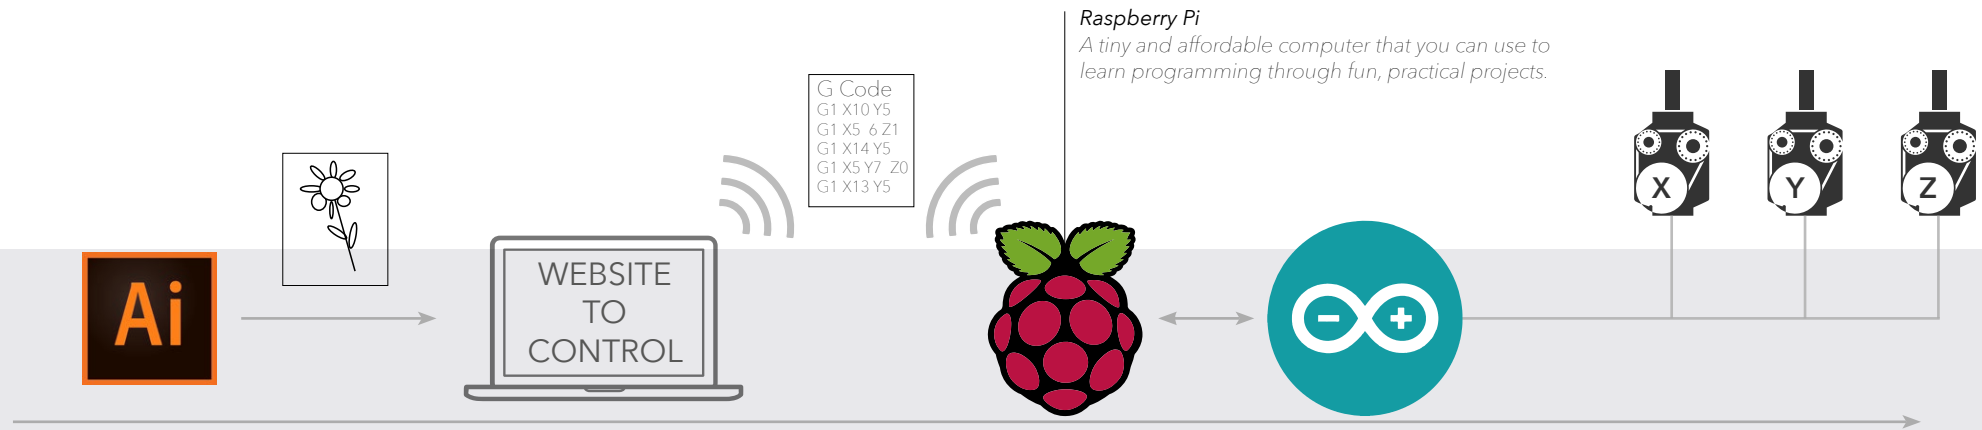 Raspberry Pi
A tiny and affordable computer that you can use to
learn programming through fun, practical projects.
G Code
G1 X10 Y5
G1 X5  6 Z1
G1 X14 Y5
G1 X5 Y7  Z0
G1 X13 Y5
X
Y
Z
Ai
WEBSITE
TO
CONTROL